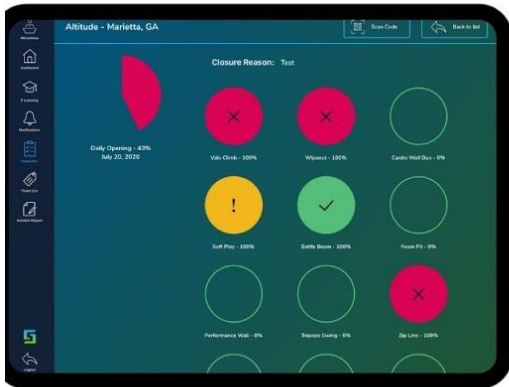 Altitude - Marietta, GA
Scan Code
Back to list
Attractions
Dashboard
E Learning
Notifications
Inspection
Ticket List
Incident Report
Logout
Closure Reason: Test
Daily Opening - 43%
July 20, 2020
Valo Climb - 100%
Wipeout - 100%
Cardio Wall Duo - 0%
Soft Play - 100%
Battle Beam - 100%
Foam Pit - 0%
Performance Wall - 0%
Trapeze Swing - 0%
Zip Line - 100%